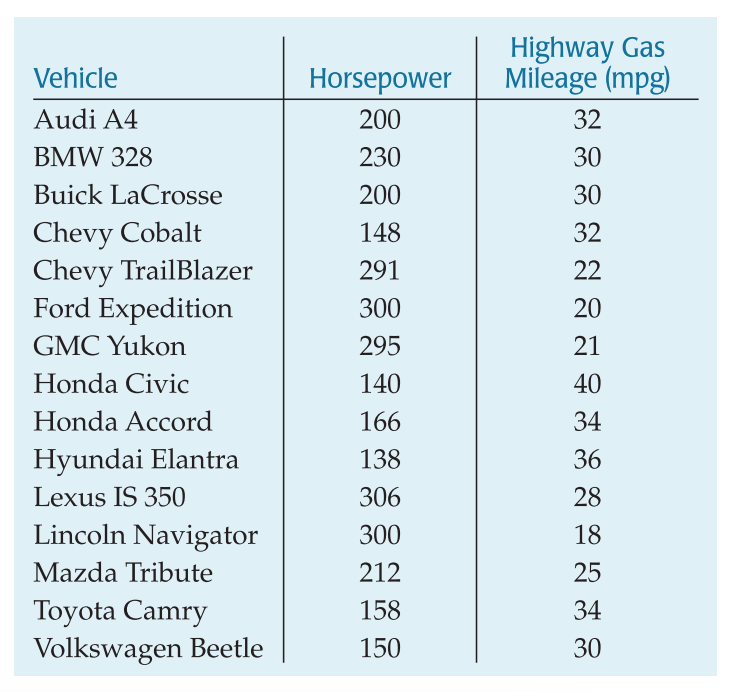 Vehicle Horsepower Highway Gas
Mileage (mpg)
Audi A4 200 32
BMW 328 230 30
Buick LaCrosse 200 30
Chevy Cobalt 148 32
Chevy TrailBlazer 291 22
Ford Expedition 300 20
GMC Yukon 295 21
Honda Civic 140 40
Honda Accord 166 34
Hyundai Elantra 138 36
Lexus IS 350 306 28
Lincoln Navigator 300 18
Mazda Tribute 212 25
Toyota Camry 158 34
Volkswagen Beetle 150 30